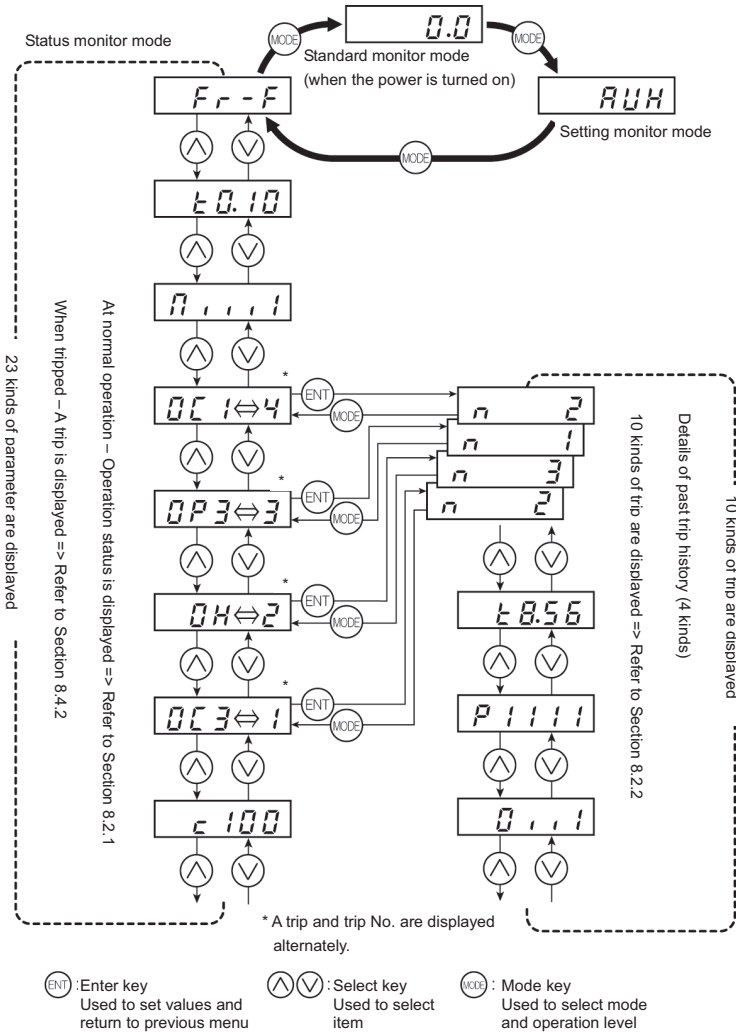 Status monitor mode
MODE
0.0
MODE
Standard monitor mode
(when the power is turned on)
Fr-F
AUH
Setting monitor mode
MODE
t0.10
At normal operation – Operation status is displayed => Refer to Section 8.2.1
When tripped – A trip is displayed => Refer to Section 8.4.2
23 kinds of parameter are displayed
OC1⇔4
*
ENT
MODE
OP3⇔3
*
ENT
MODE
OH⇔2
*
ENT
MODE
OC3⇔1
*
ENT
MODE
c 100
n 2
n 1
n 3
n 2
t8.56
P1111
10 kinds of trip are displayed
Details of past trip history (4 kinds)
10 kinds of trip are displayed => Refer to Section 8.2.2
* A trip and trip No. are displayed
alternately.
ENT : Enter key
Used to set values and
return to previous menu
: Select key
Used to select
item
MODE : Mode key
Used to select mode
and operation level